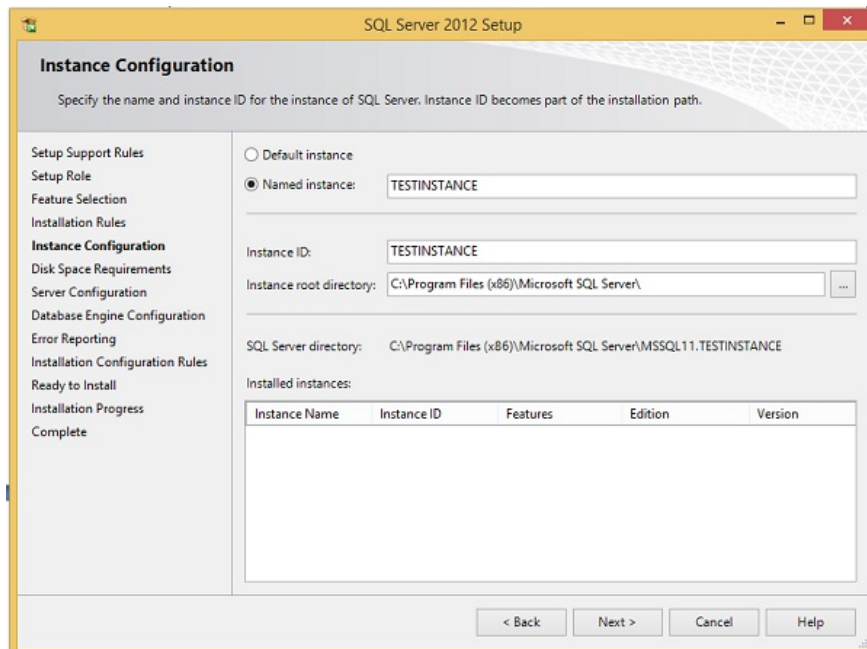 SQL Server 2012 Setup
Instance Configuration
Specify the name and instance ID for the instance of SQL Server. Instance ID becomes part of the installation path.
Setup Support Rules
Setup Role
Feature Selection
Installation Rules
Instance Configuration
Disk Space Requirements
Server Configuration
Database Engine Configuration
Error Reporting
Installation Configuration Rules
Ready to Install
Installation Progress
Complete
Default instance
Named instance: TESTINSTANCE
Instance ID: TESTINSTANCE
Instance root directory: C:\Program Files (x86)\Microsoft SQL Server\ ...
SQL Server directory: C:\Program Files (x86)\Microsoft SQL Server\MSSQL11.TESTINSTANCE
Installed instances:
Instance Name Instance ID Features Edition Version
< Back Next > Cancel Help